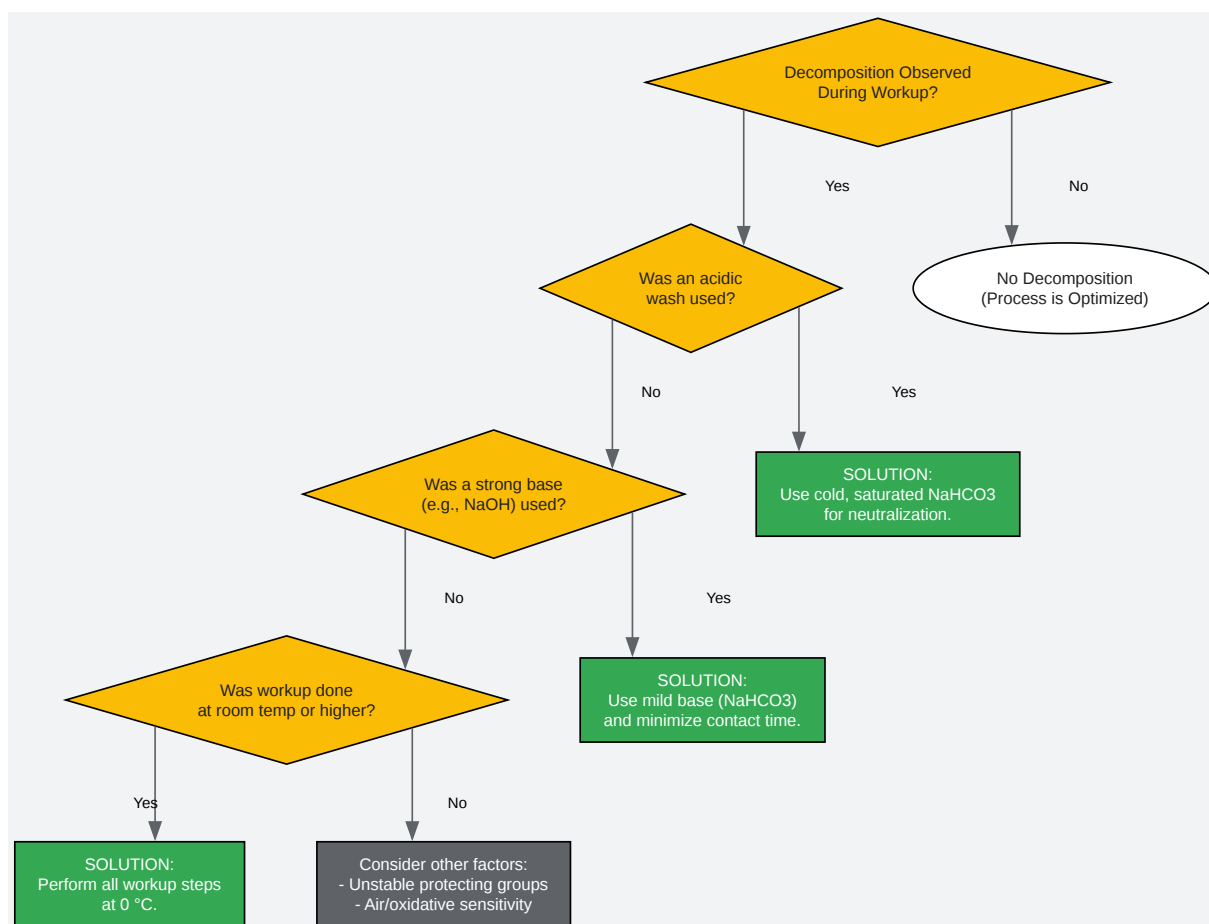 Decomposition Observed
During Workup?
Yes
No
Was an acidic
wash used?
No Decomposition
(Process is Optimized)
No
Yes
Was a strong base
(e.g., NaOH) used?
SOLUTION:
Use cold, saturated NaHCO3
for neutralization.
No
Yes
Was workup done
at room temp or higher?
SOLUTION:
Use mild base (NaHCO3)
and minimize contact time.
Yes
No
SOLUTION:
Perform all workup steps
at 0 °C.
Consider other factors:
- Unstable protecting groups
- Air/oxidative sensitivity